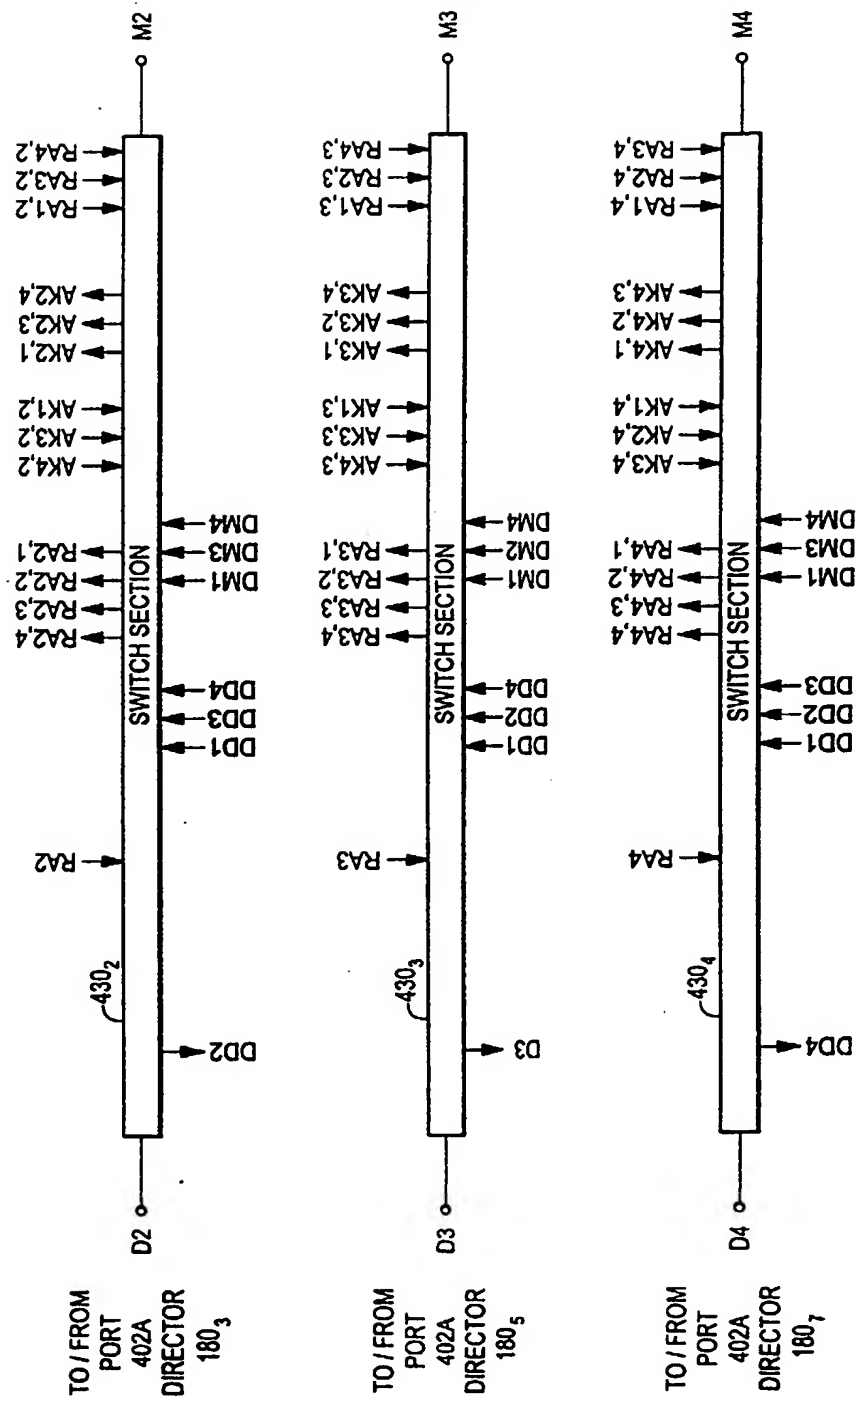 M2
RA4,2
RA3,2
RA1,2
AK2,4
AK2,3
AK2,1
AK1,2
AK3,2
AK4,2
RA2,1
RA2,2
RA2,3
RA2,4
RA2
430₂
SWITCH SECTION
DM4
DM3
DM1
DD4
DD3
DD1
DD2
D2
TO / FROM
PORT
402A
DIRECTOR
180₃
M3
RA4,3
RA2,3
RA1,3
AK3,4
AK3,2
AK3,1
AK1,3
AK3,3
AK4,3
RA3,1
RA3,2
RA3,3
RA3,4
RA3
430₃
SWITCH SECTION
DM4
DM2
DM1
DD4
DD2
DD1
D3
D3
TO / FROM
PORT
402A
DIRECTOR
180₅
M4
RA3,4
RA2,4
RA1,4
AK4,3
AK4,2
AK4,1
AK1,4
AK2,4
AK3,4
RA4,1
RA4,2
RA4,3
RA4,4
RA4
430₄
SWITCH SECTION
DM4
DM3
DM1
DD3
DD2
DD1
DD4
D4
TO / FROM
PORT
402A
DIRECTOR
180₇